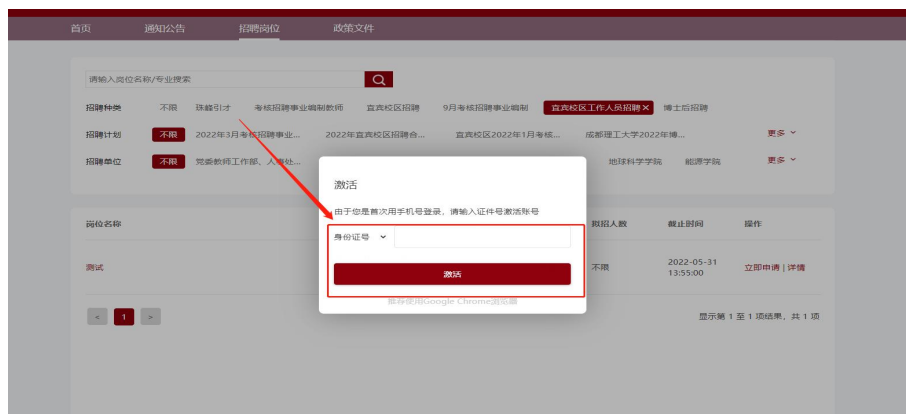 首页 通知公告 招聘岗位 政策文件
请输入岗位名称/专业搜索
招聘种类 不限 珠峰引才 考核招聘事业编制教师 宜宾校区招聘 9月考核招聘事业编制 宜宾校区工作人员招聘× 博士后招聘
招聘计划 不限 2022年3月考核招聘事业... 2022年宜宾校区招聘合... 宜宾校区2022年1月考核... 成都理工大学2022年博... 更多
招聘单位 不限 党委教师工作部、人事处... 地球科学学院 能源学院 更多
激活
由于您是首次用手机号登录，请输入证件号激活账号
岗位名称 拟招人数 截止时间 操作
身份证号
测试 激活 不限 2022-05-31 立即申请 | 详情
13:55:00
推荐使用Google Chrome浏览器
< 1 > 显示第 1 至 1 项结果，共 1 项